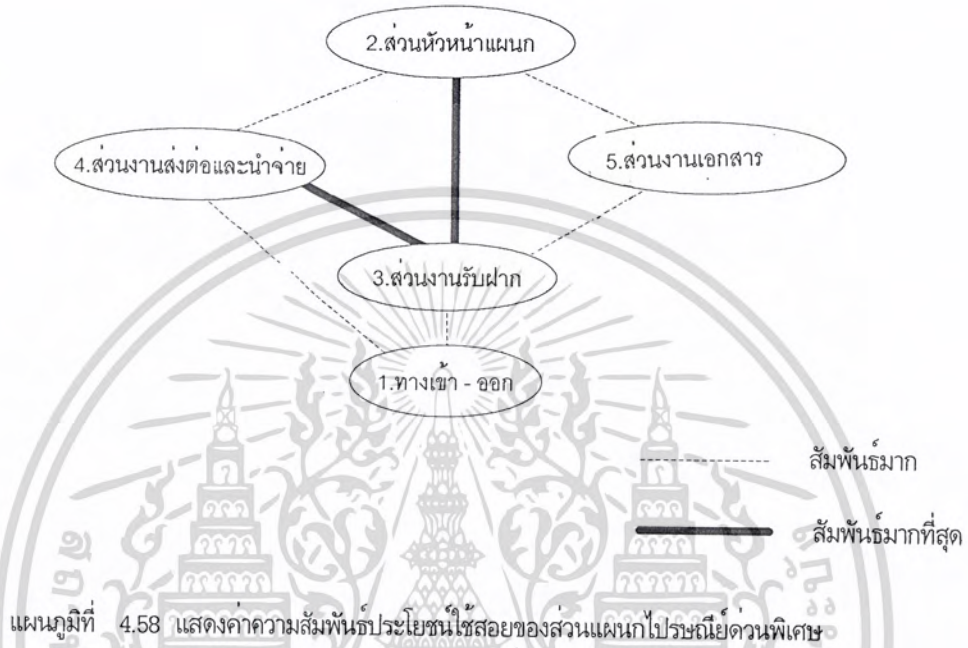 2.ส่วนหัวหน้าแผนก
4.ส่วนงานส่งต่อและนำจ่าย
5.ส่วนงานเอกสาร
3.ส่วนงานรับฝาก
1.ทางเข้า - ออก
สัมพันธ์มาก
สัมพันธ์มากที่สุด
แผนภูมิที่ 4.58 แสดงค่าความสัมพันธ์ประโยชน์ใช้สอยของส่วนแผนกไปรษณีย์ด่วนพิเศษ